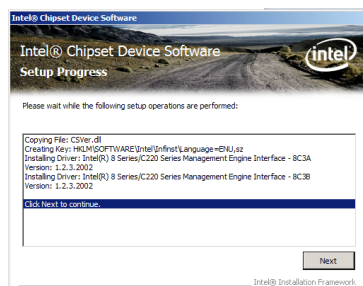 Intel® Chipset Device Software
Intel® Chipset Device Software
intel
Setup Progress
Please wait while the following setup operations are performed:
Copying File: CSVer.dll
Creating Key: HKLM\SOFTWARE\Intel\Infinst\Language=ENU,sz
Installing Driver: Intel(R) 8 Series/C220 Series Management Engine Interface - 8C3A
Version: 1.2.3.2002
Installing Driver: Intel(R) 8 Series/C220 Series Management Engine Interface - 8C3B
Version: 1.2.3.2002
Click Next to continue.
Next
Intel® Installation Framework